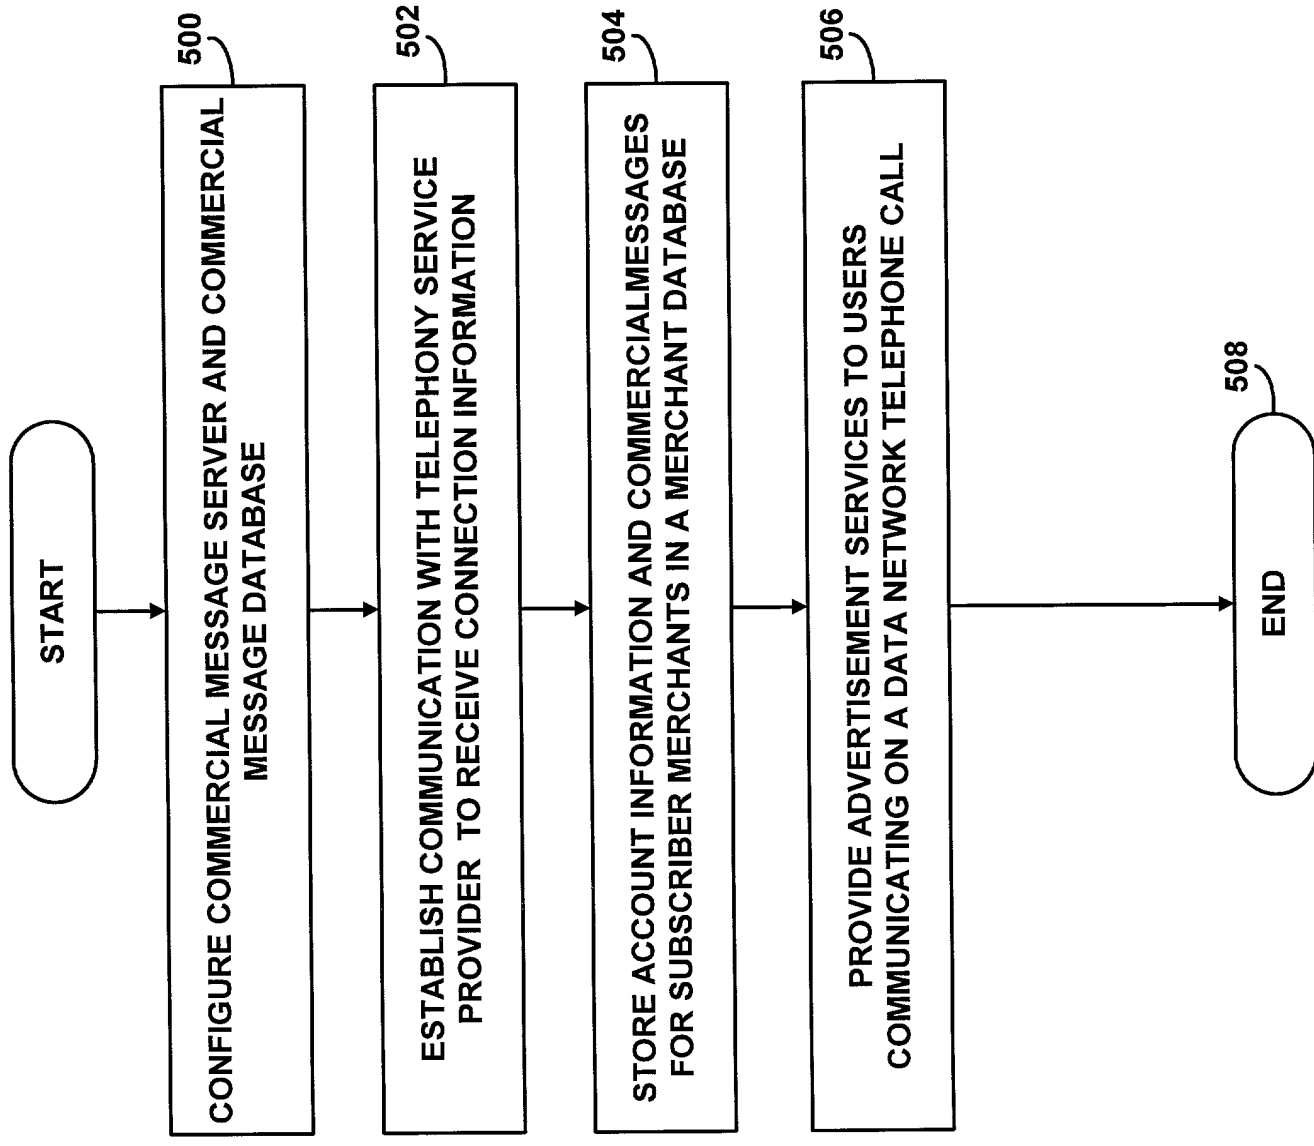 START
500
CONFIGURE COMMERCIAL MESSAGE SERVER AND COMMERCIAL
MESSAGE DATABASE
502
ESTABLISH COMMUNICATION WITH TELEPHONY SERVICE
PROVIDER TO RECEIVE CONNECTION INFORMATION
504
STORE ACCOUNT INFORMATION AND COMMERCIALMESSAGES
FOR SUBSCRIBER MERCHANTS IN A MERCHANT DATABASE
506
PROVIDE ADVERTISEMENT SERVICES TO USERS
COMMUNICATING ON A DATA NETWORK TELEPHONE CALL
508
END